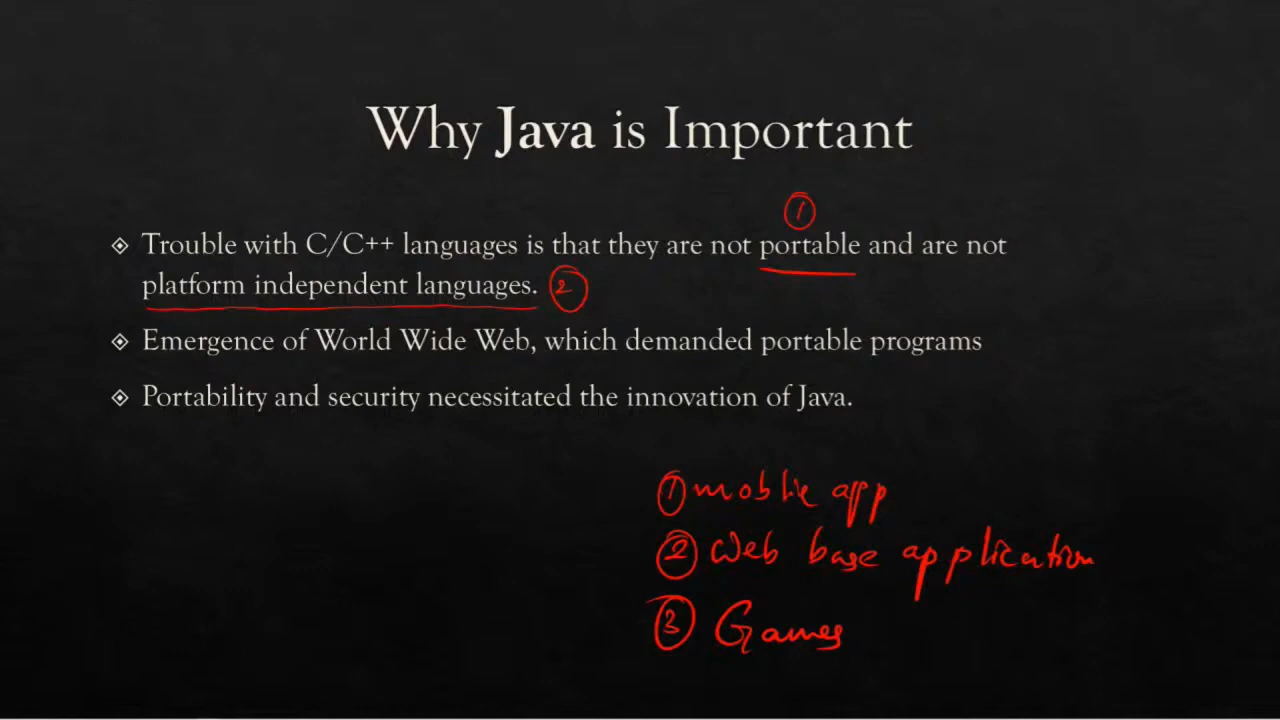 Why Java is Important
①
Trouble with C/C++ languages is that they are not portable and are not
platform independent languages. ②
Emergence of World Wide Web, which demanded portable programs
Portability and security necessitated the innovation of Java.
① moblie app
② Web base application
③ Games